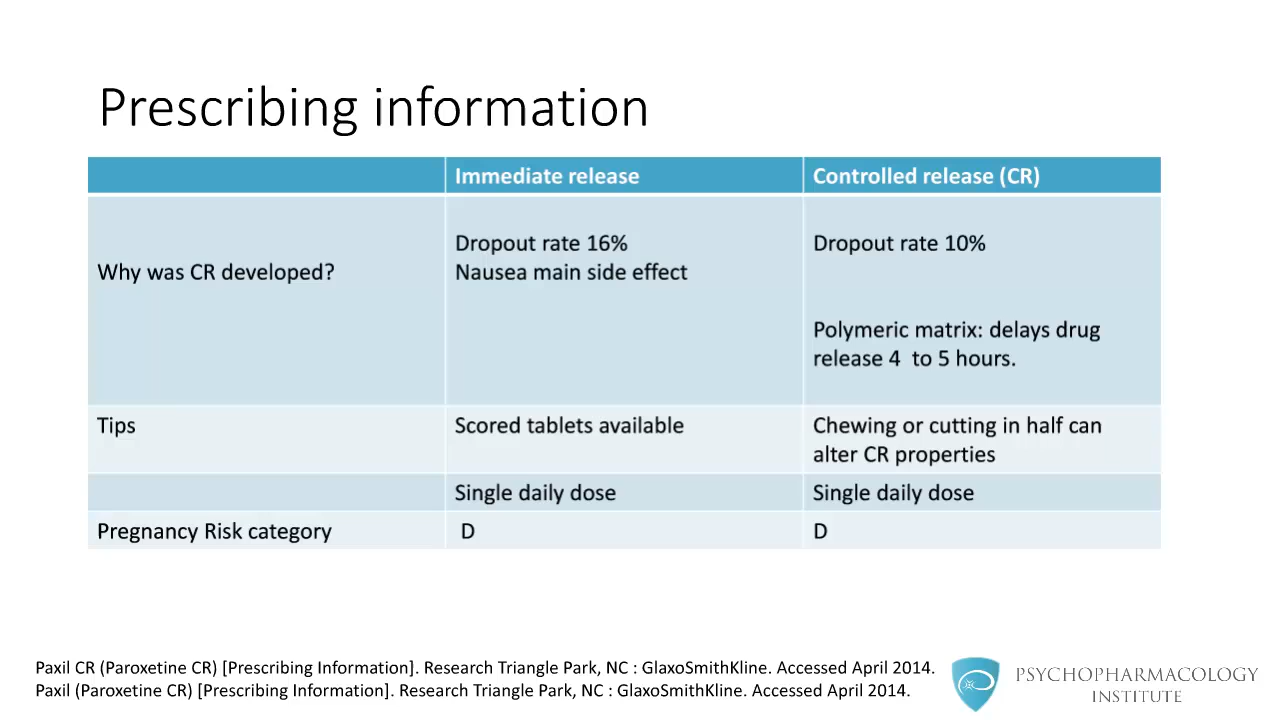 Prescribing information
Immediate release
Controlled release (CR)
Why was CR developed?
Dropout rate 16%
Nausea main side effect
Dropout rate 10%
Polymeric matrix: delays drug
release 4  to 5 hours.
Tips
Scored tablets available
Chewing or cutting in half can
alter CR properties
Single daily dose
Single daily dose
Pregnancy Risk category
D
D
Paxil CR (Paroxetine CR) [Prescribing Information]. Research Triangle Park, NC : GlaxoSmithKline. Accessed April 2014.
Paxil (Paroxetine CR) [Prescribing Information]. Research Triangle Park, NC : GlaxoSmithKline. Accessed April 2014.
PSYCHOPHARMACOLOGY
INSTITUTE